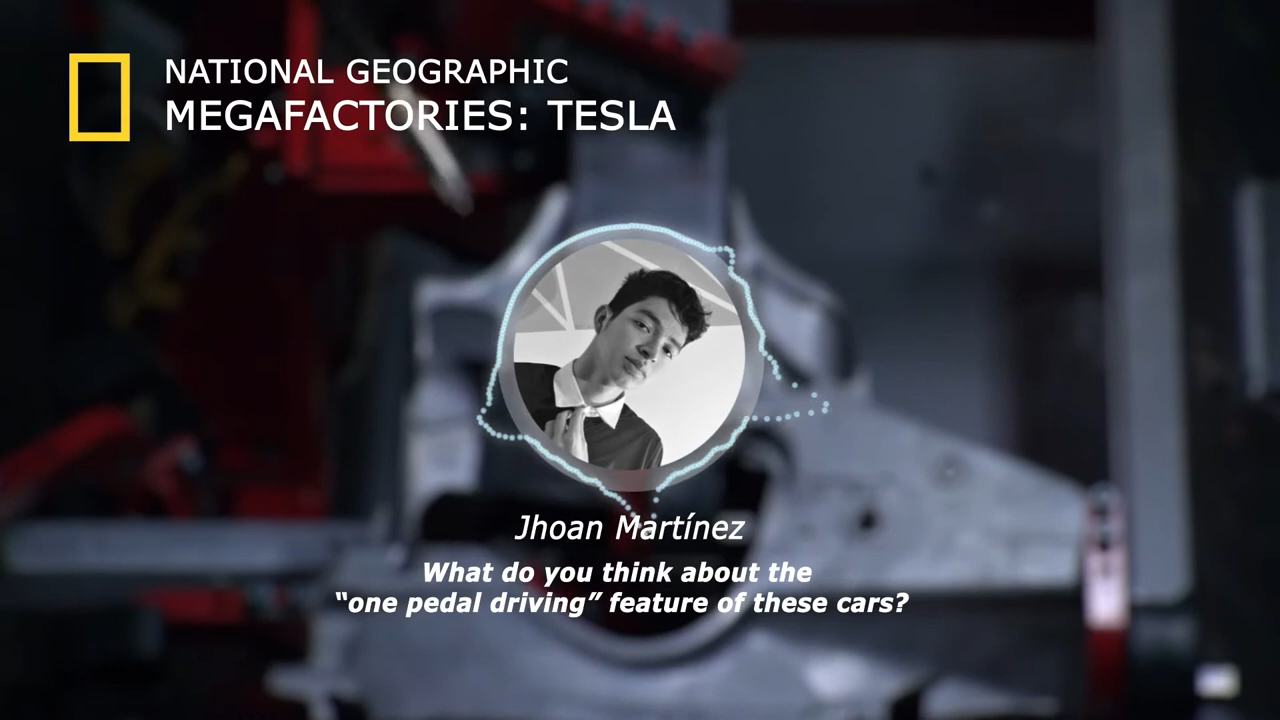 NATIONAL GEOGRAPHIC
MEGAFACTORIES: TESLA
Jhoan Martínez
What do you think about the
“one pedal driving” feature of these cars?